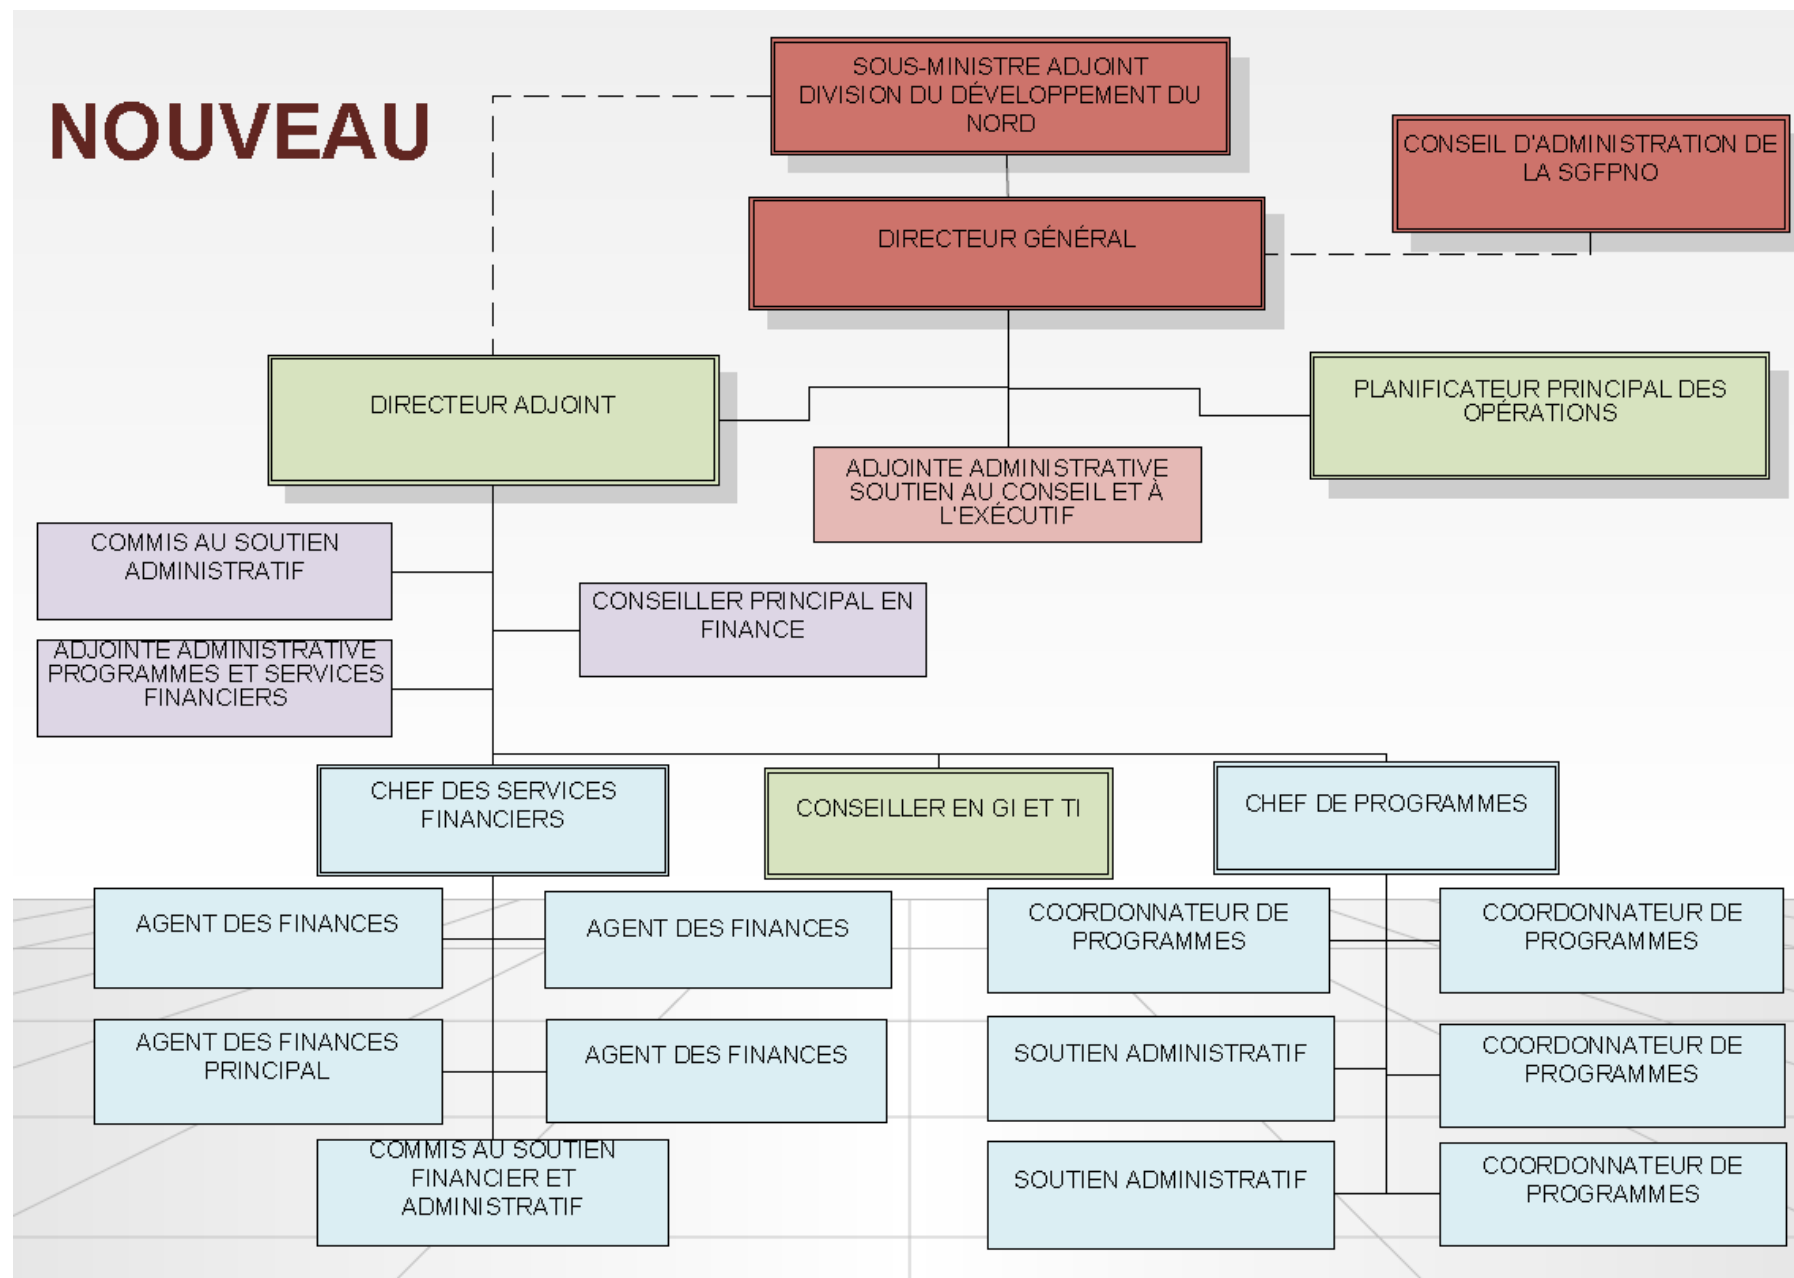 NOUVEAU
SOUS-MINISTRE ADJOINT
DIVISION DU DÉVELOPPEMENT DU
NORD
CONSEIL D'ADMINISTRATION DE
LA SGFPNO
DIRECTEUR GÉNÉRAL
DIRECTEUR ADJOINT
PLANIFICATEUR PRINCIPAL DES
OPÉRATIONS
ADJOINTE ADMINISTRATIVE
SOUTIEN AU CONSEIL ET À
L'EXÉCUTIF
COMMIS AU SOUTIEN
ADMINISTRATIF
CONSEILLER PRINCIPAL EN
FINANCE
ADJOINTE ADMINISTRATIVE
PROGRAMMES ET SERVICES
FINANCIERS
CHEF DES SERVICES
FINANCIERS
CONSEILLER EN GI ET TI
CHEF DE PROGRAMMES
AGENT DES FINANCES
AGENT DES FINANCES
COORDONNATEUR DE
PROGRAMMES
COORDONNATEUR DE
PROGRAMMES
AGENT DES FINANCES
PRINCIPAL
AGENT DES FINANCES
SOUTIEN ADMINISTRATIF
COORDONNATEUR DE
PROGRAMMES
COMMIS AU SOUTIEN
FINANCIER ET
ADMINISTRATIF
SOUTIEN ADMINISTRATIF
COORDONNATEUR DE
PROGRAMMES